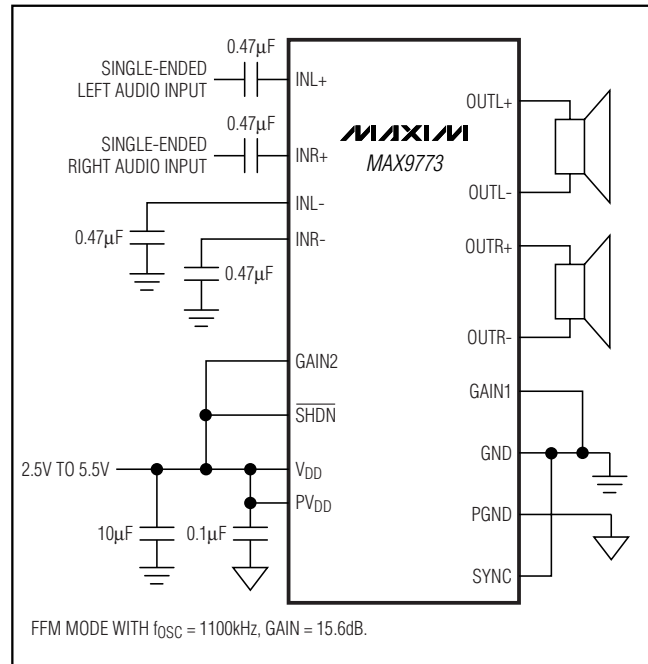 0.47µF
SINGLE-ENDED
LEFT AUDIO INPUT
INL+
OUTL+
0.47µF
SINGLE-ENDED
RIGHT AUDIO INPUT
INR+
MAXIM
MAX9773
INL-
OUTL-
0.47µF
INR-
OUTR+
0.47µF
OUTR-
GAIN2
GAIN1
SHDN
GND
2.5V TO 5.5V
VDD
PVDD
PGND
10µF
0.1µF
SYNC
FFM MODE WITH fOSC = 1100kHz, GAIN = 15.6dB.